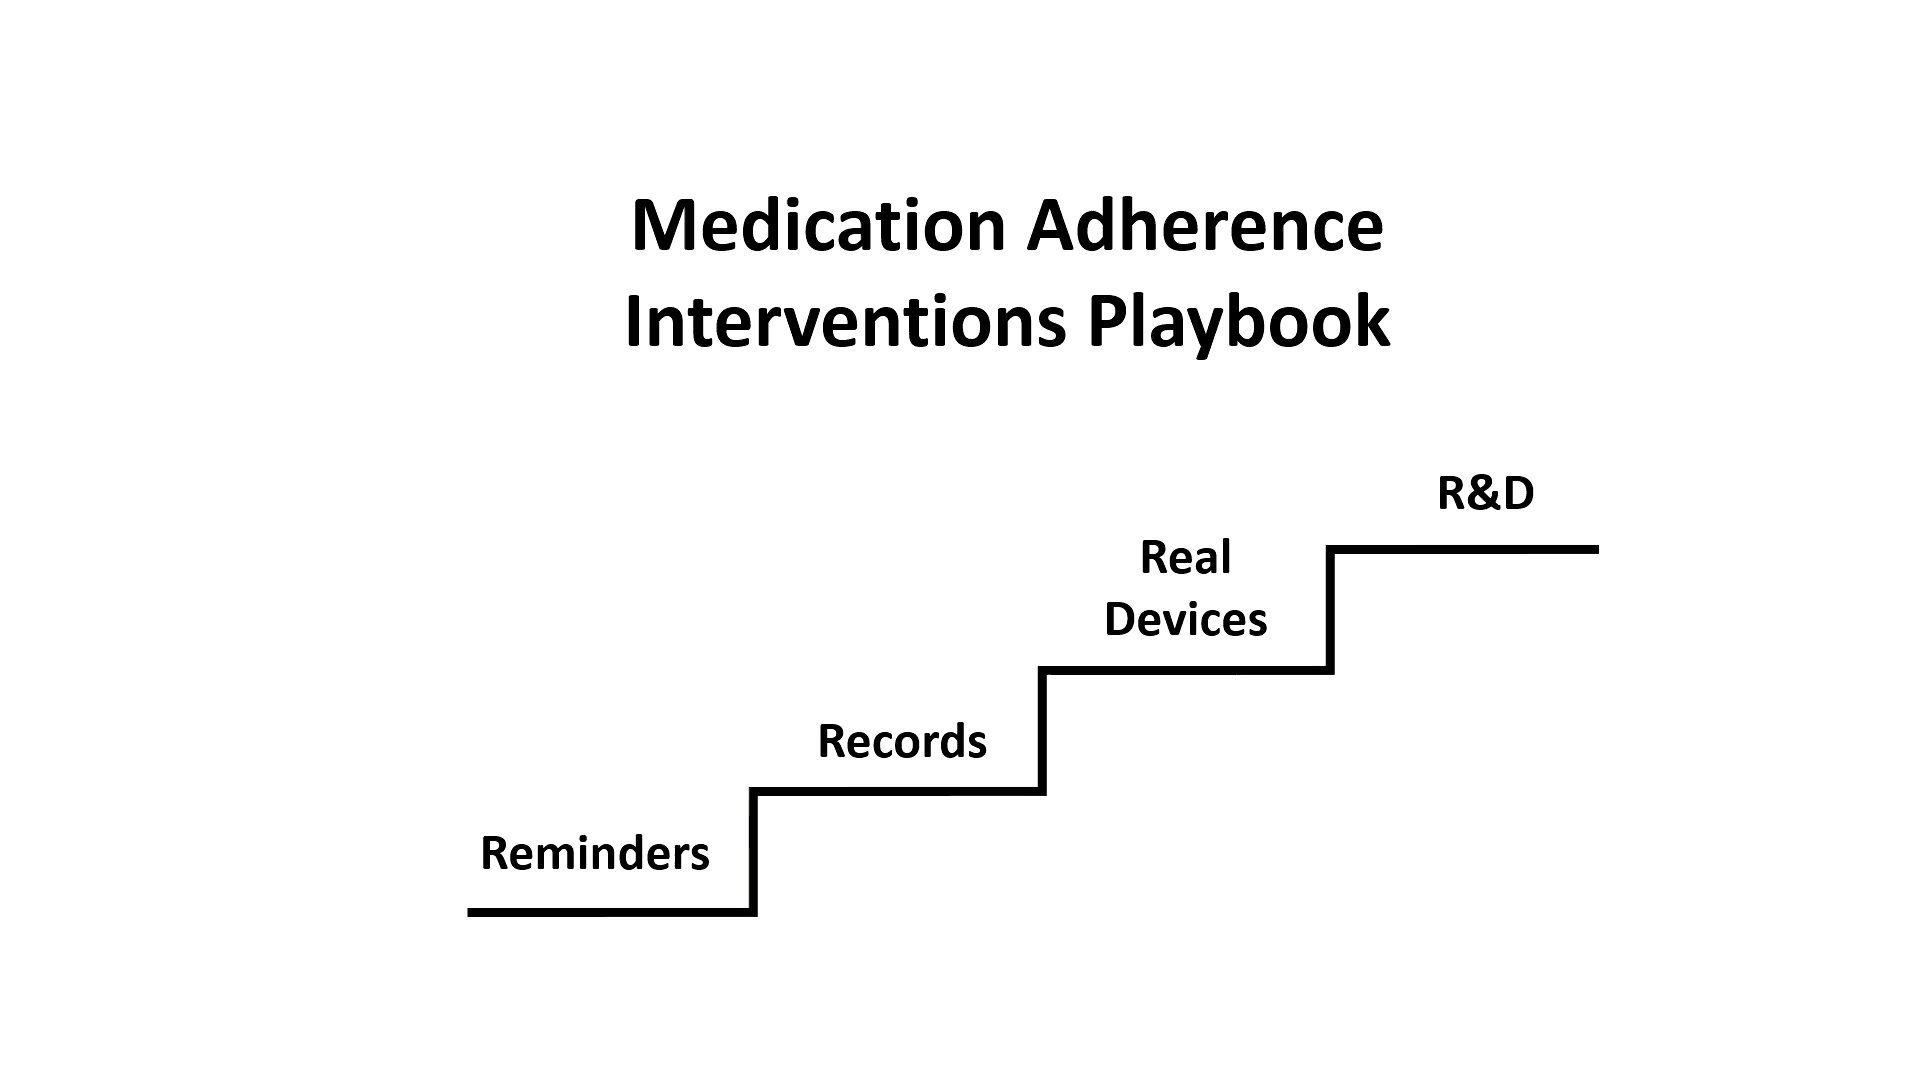 Medication Adherence
Interventions Playbook
R&D
Real
Devices
Records
Reminders